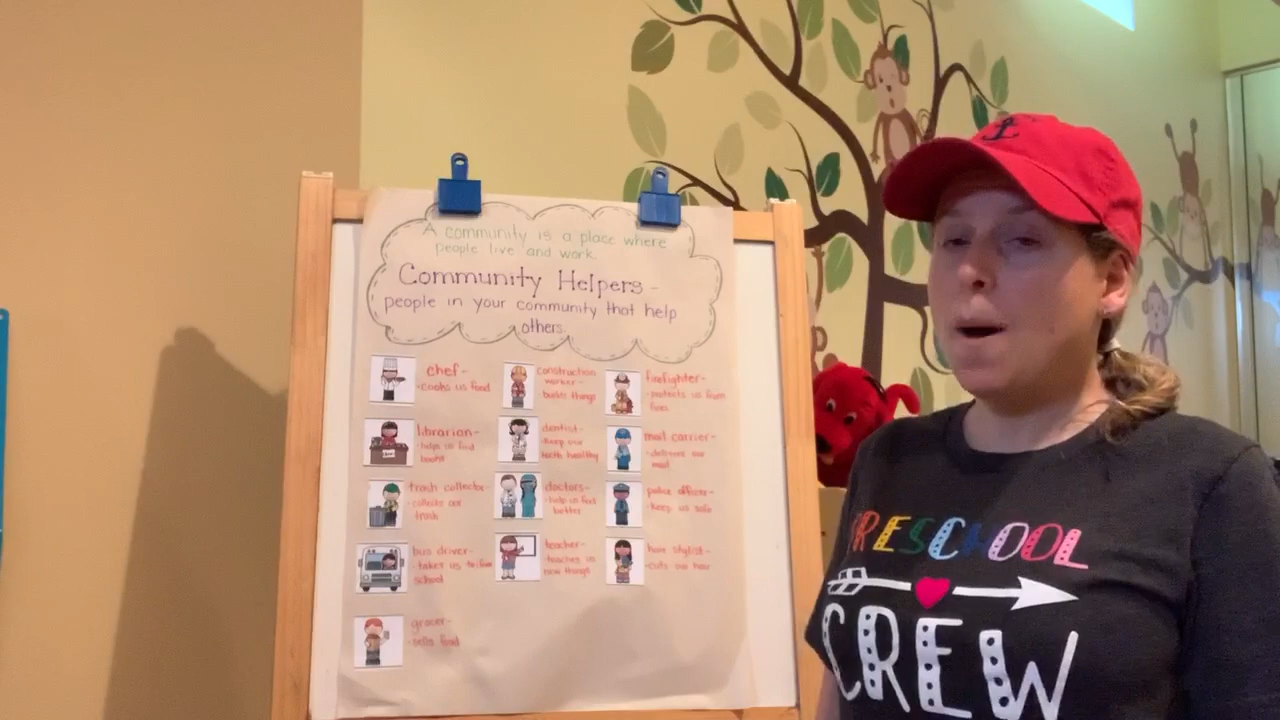 A community is a place where
people live and work.
Community Helpers -
people in your community that help
others.
chef-
- cooks us food
construction
worker-
- builds things
firefighter-
- protects us from
fires
librarian-
- helps us find
books
dentist-
- keep our
teeth healthy
mail carrier-
- delivers our
mail
trash collector-
- collects our
trash
doctors-
- help us feel
better
police officer-
- keep us safe
bus driver-
- takes us to/from
school
teacher-
- teaches us
new things
hair stylist-
- cuts our hair
grocer-
- sells food
PRESCHOOL
CREW